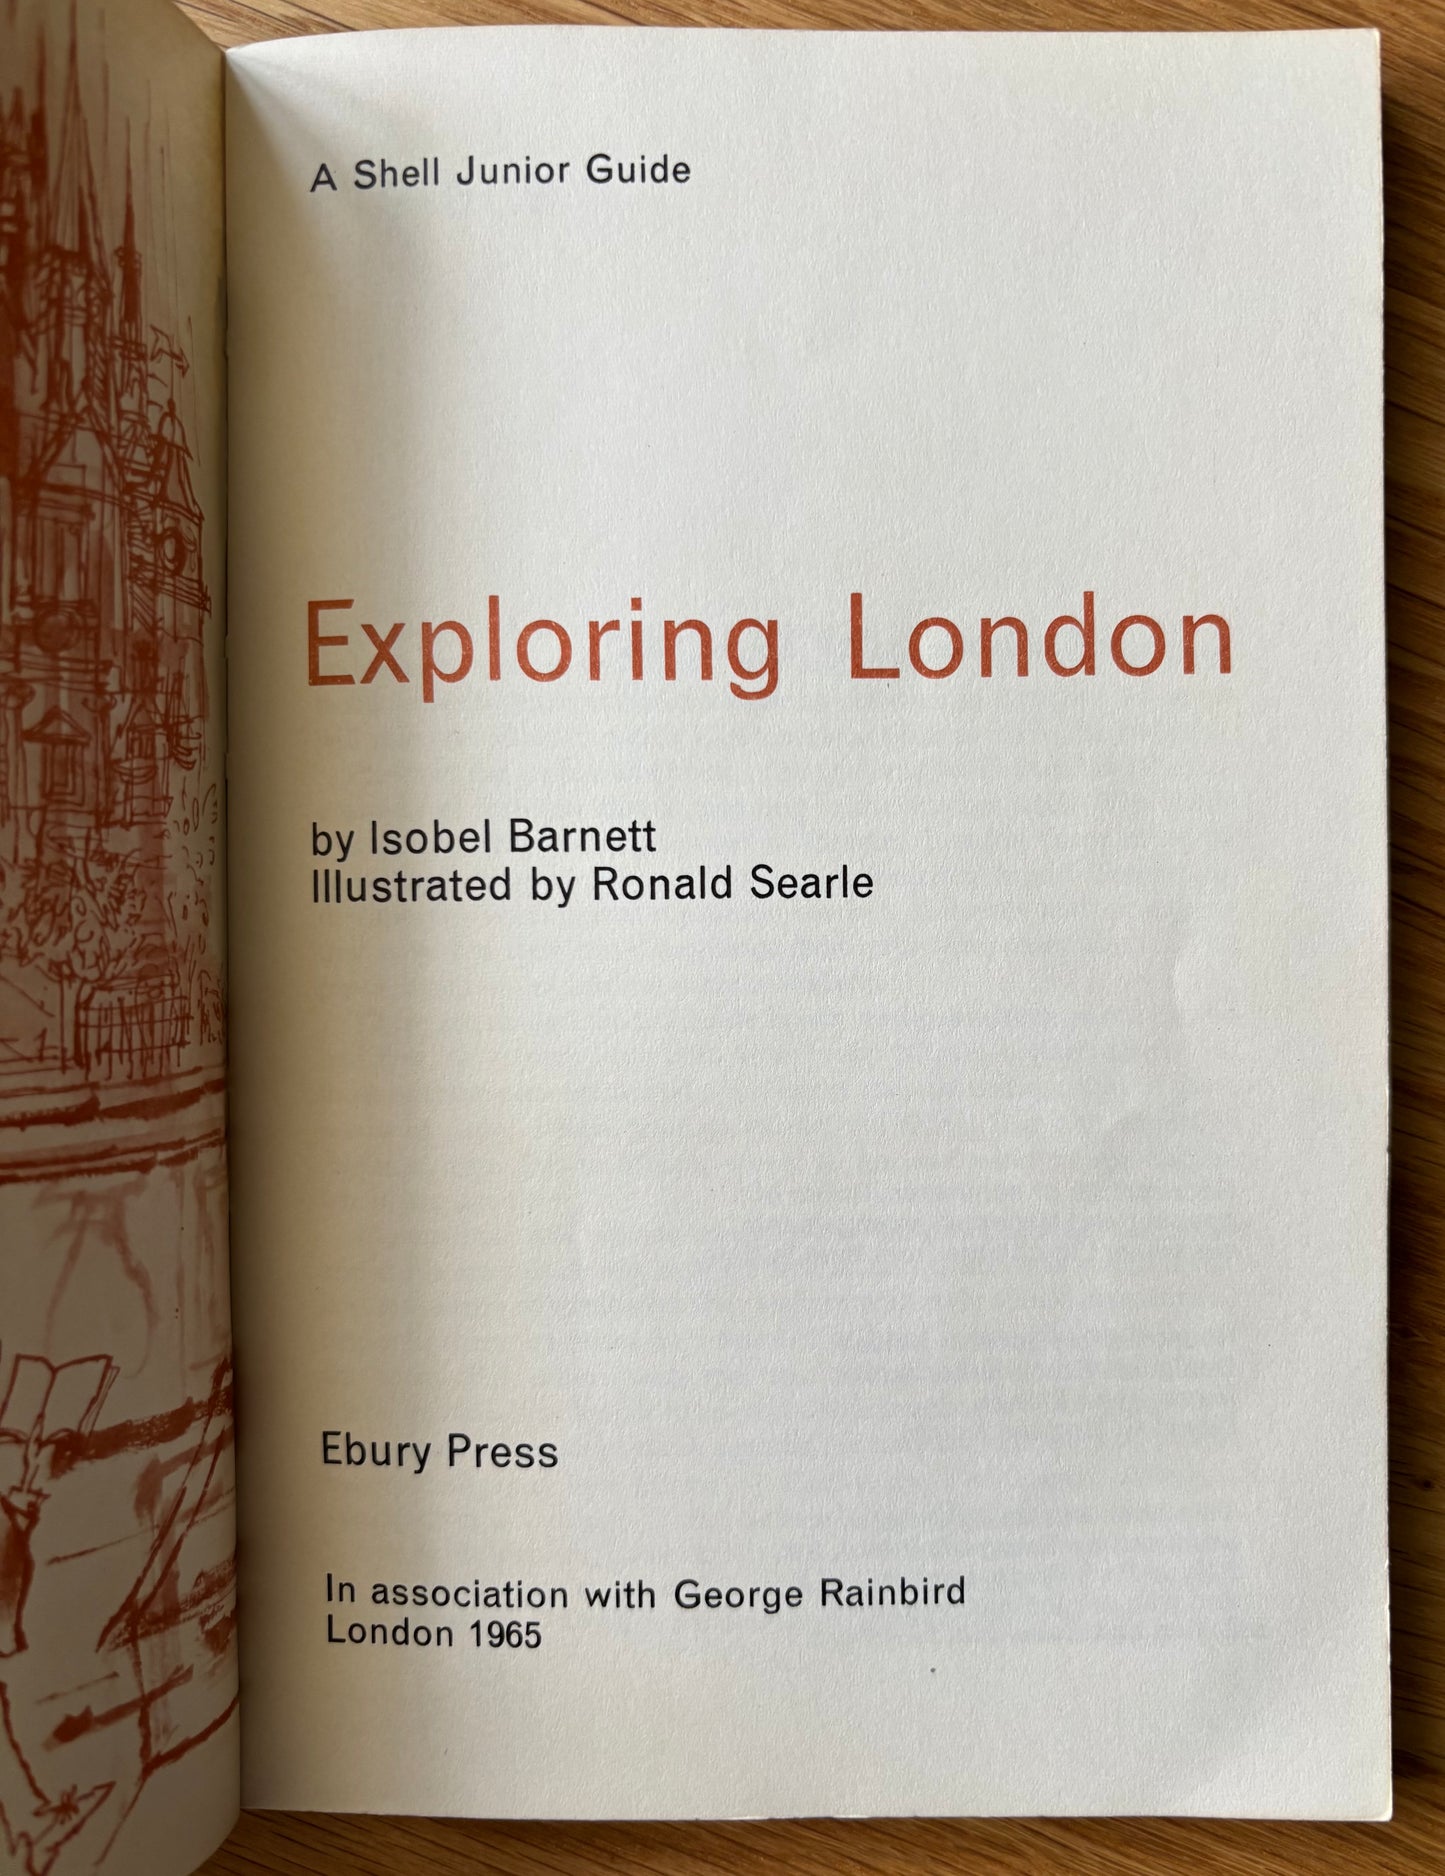 A Shell Junior Guide
Exploring London
by Isobel Barnett
Illustrated by Ronald Searle
Ebury Press
In association with George Rainbird
London 1965